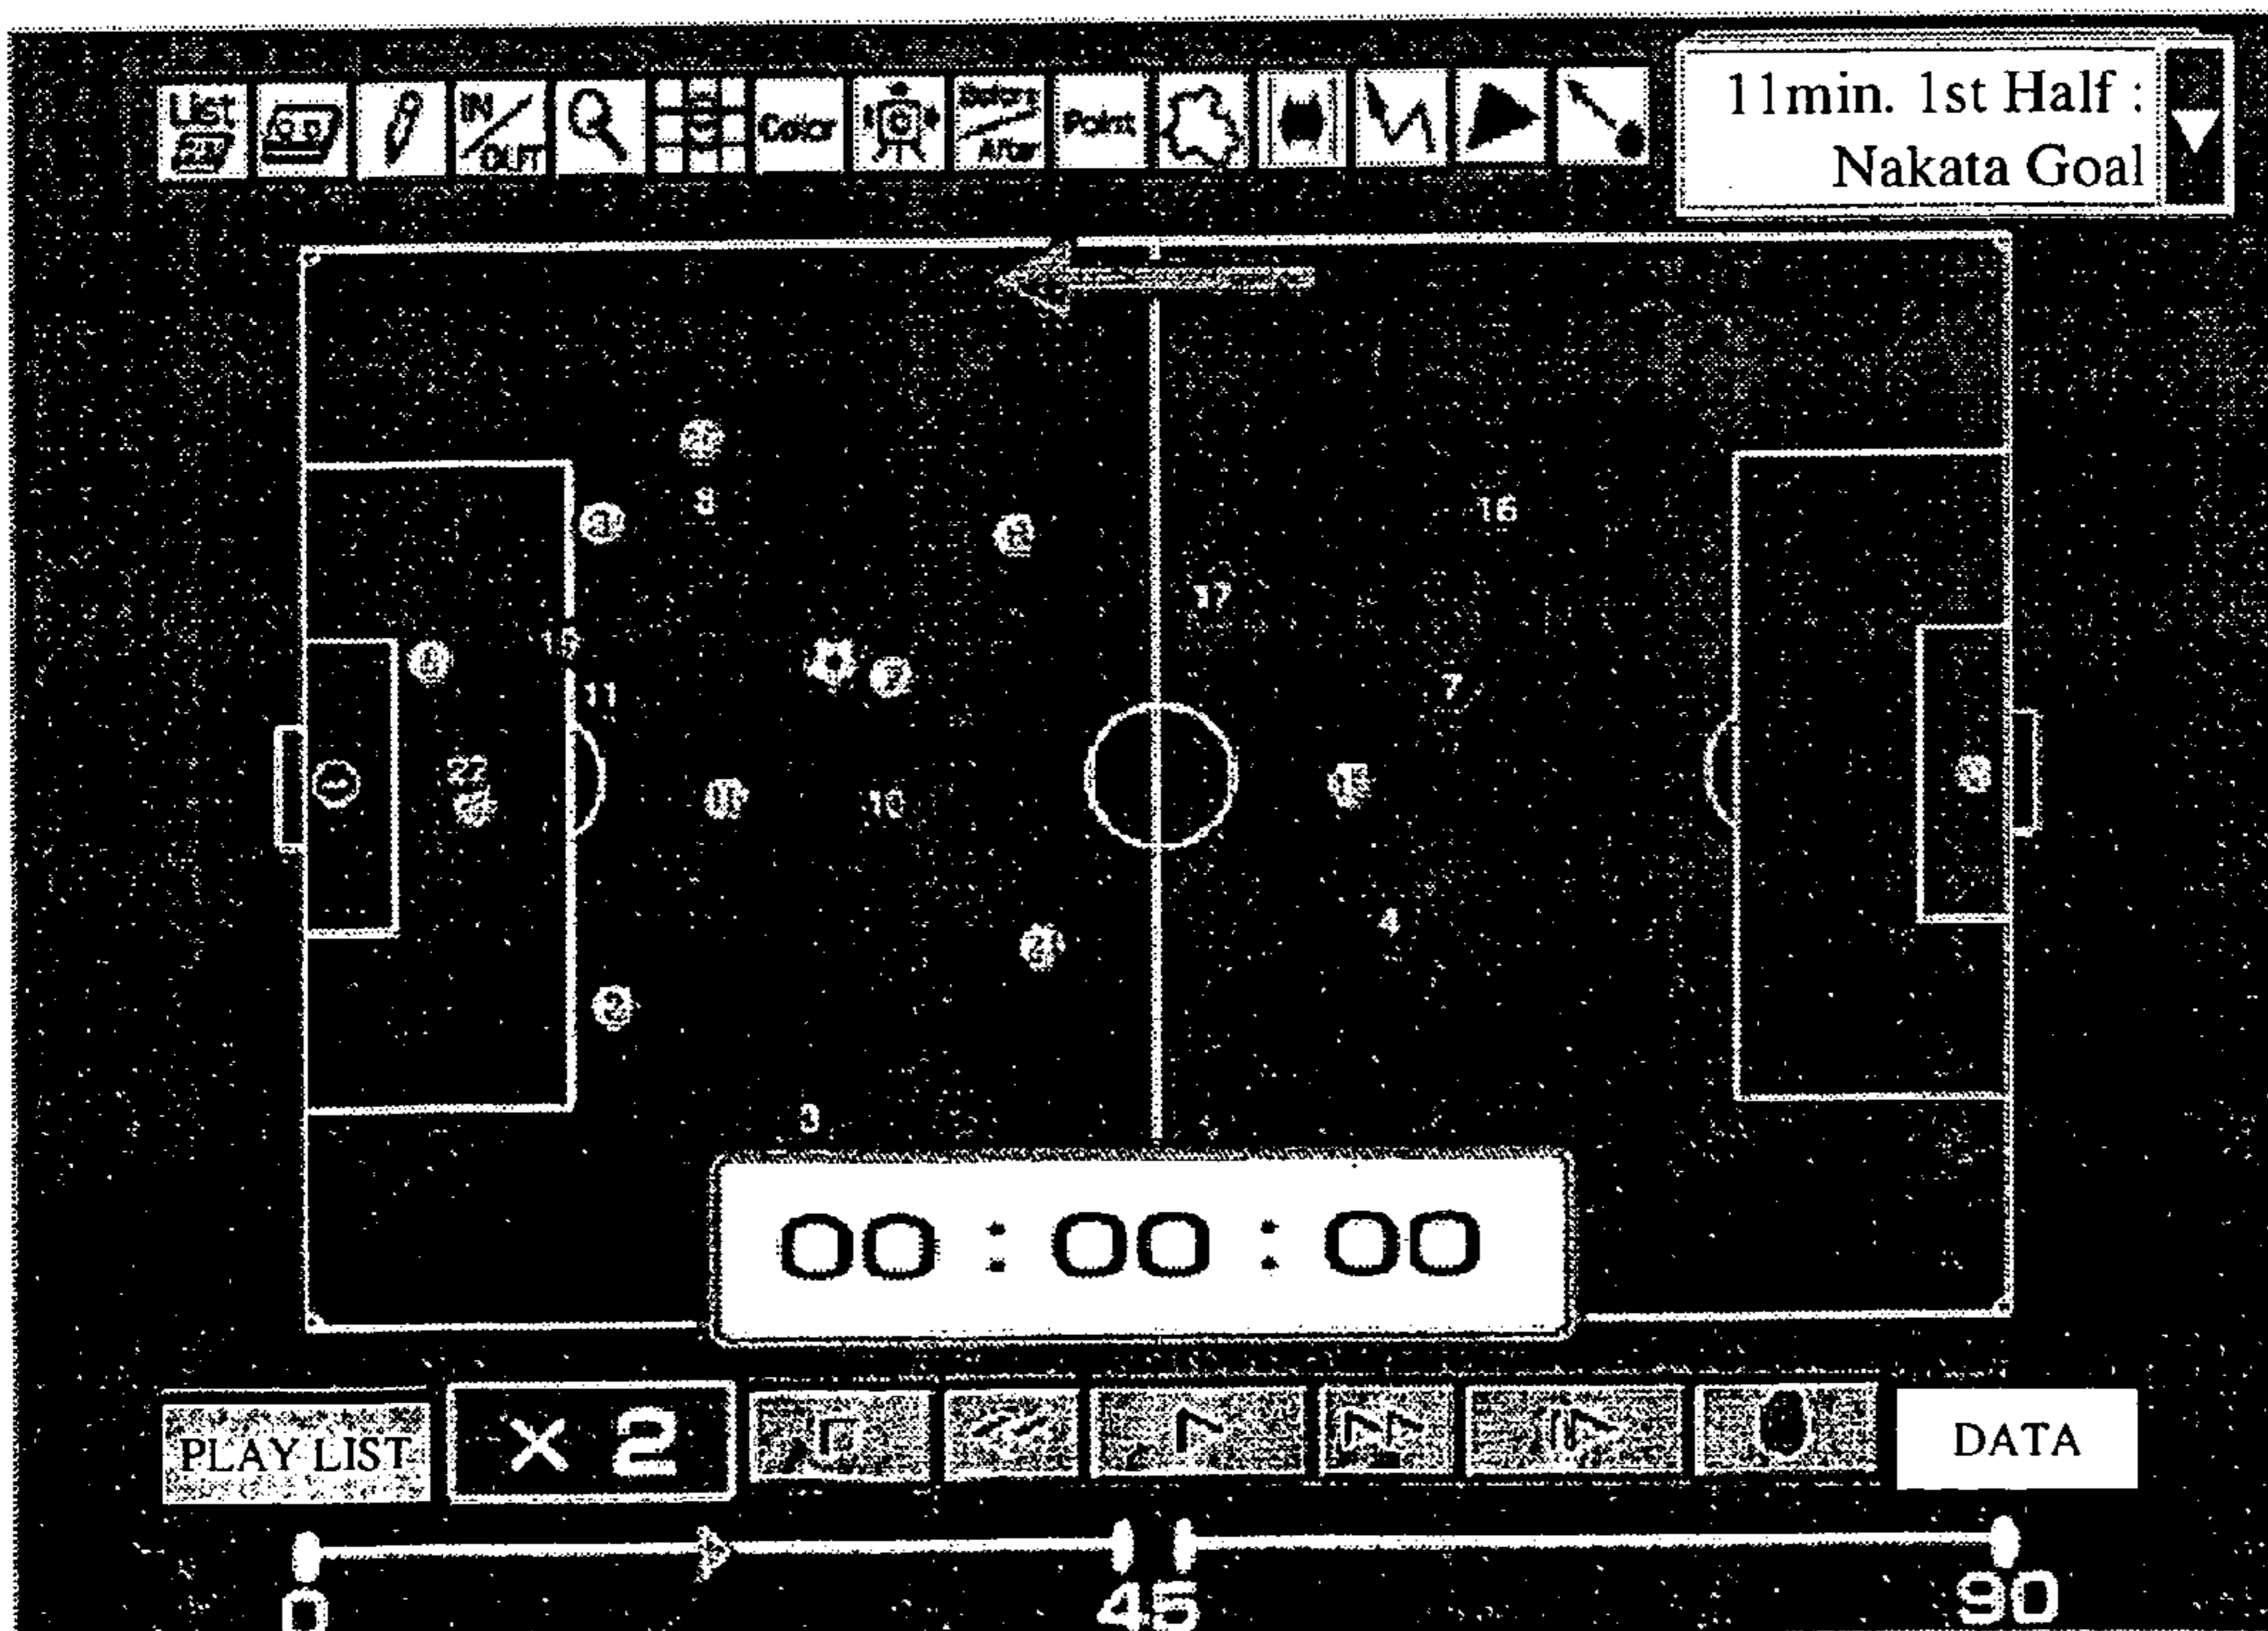 List
IN
OUT
Color
Before
After
Point
11min. 1st Half :
Nakata Goal
8
16
17
11
7
22
10
4
2
3
00 : 00 : 00
PLAY LIST
× 2
DATA
0
45
90